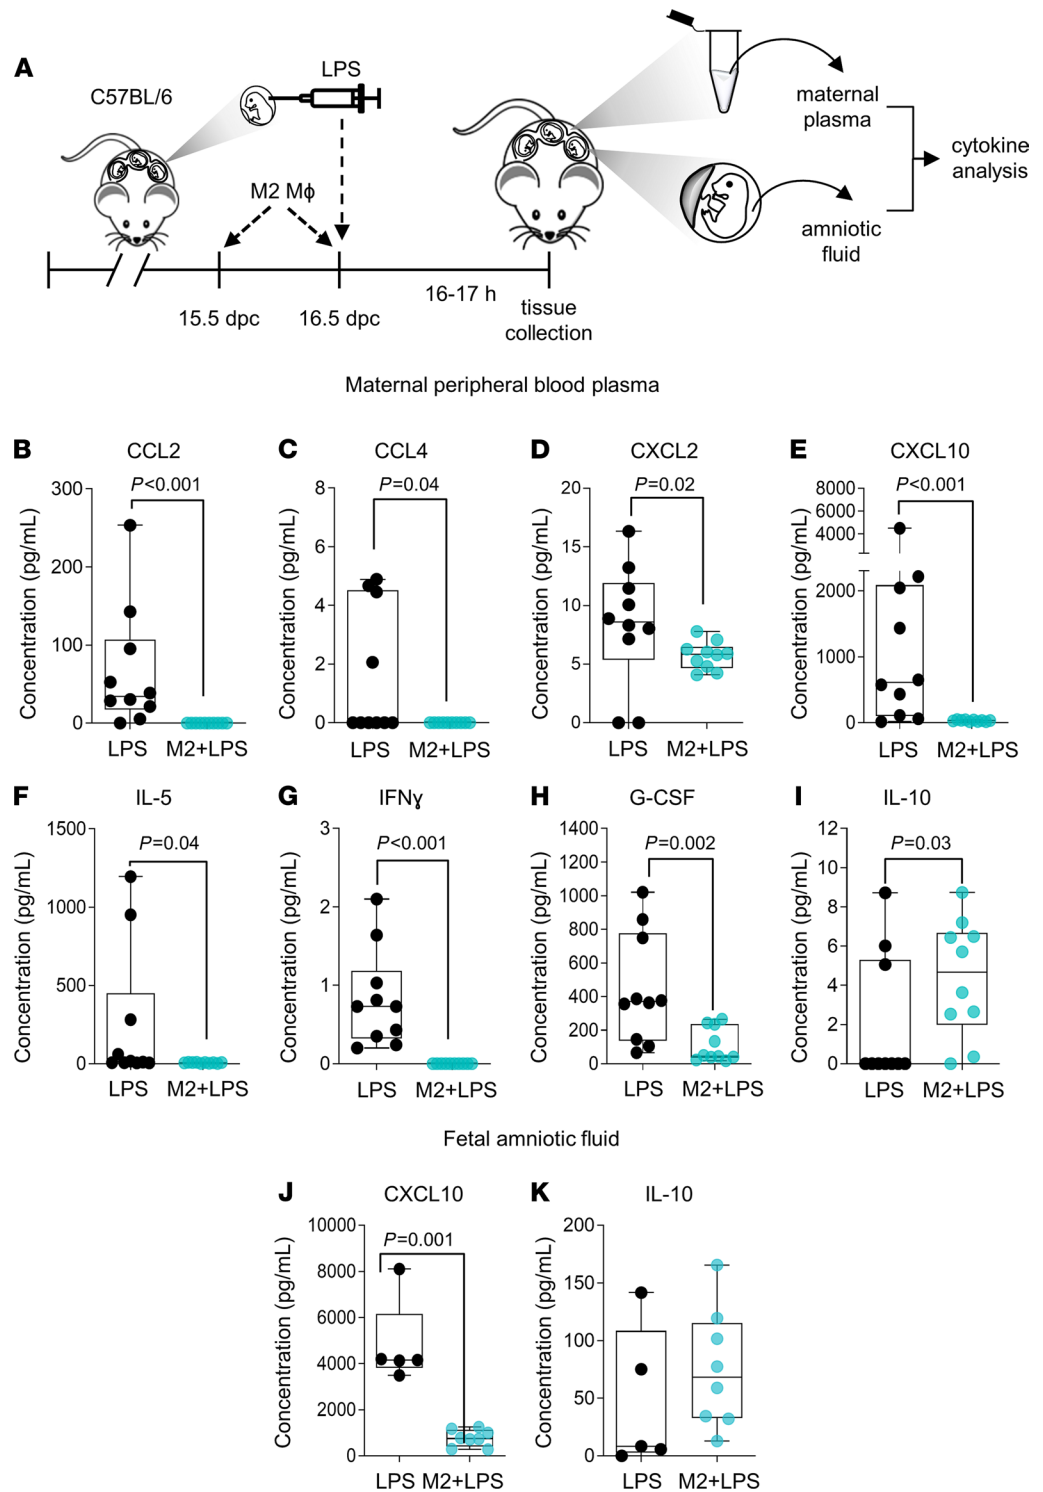 A
C57BL/6
LPS
M2 Mϕ
15.5 dpc
16.5 dpc
16-17 h
tissue
collection
maternal
plasma
amniotic
fluid
cytokine
analysis
Maternal peripheral blood plasma
B
CCL2
P<0.001
Concentration (pg/mL)
300
200
100
0
LPS
M2+LPS
C
CCL4
P=0.04
Concentration (pg/mL)
8
6
4
2
0
LPS
M2+LPS
D
CXCL2
P=0.02
Concentration (pg/mL)
20
15
10
5
0
LPS
M2+LPS
E
CXCL10
P<0.001
Concentration (pg/mL)
8000
6000
4000
2000
1000
0
LPS
M2+LPS
F
IL-5
P=0.04
Concentration (pg/mL)
1500
1000
500
0
LPS
M2+LPS
G
IFNɣ
P<0.001
Concentration (pg/mL)
3
2
1
0
LPS
M2+LPS
H
G-CSF
P=0.002
Concentration (pg/mL)
1400
1200
1000
800
600
400
200
0
LPS
M2+LPS
I
IL-10
P=0.03
Concentration (pg/mL)
12
10
8
6
4
2
0
LPS
M2+LPS
Fetal amniotic fluid
J
CXCL10
P=0.001
Concentration (pg/mL)
10000
8000
6000
4000
2000
0
LPS
M2+LPS
K
IL-10
Concentration (pg/mL)
200
150
100
50
0
LPS
M2+LPS